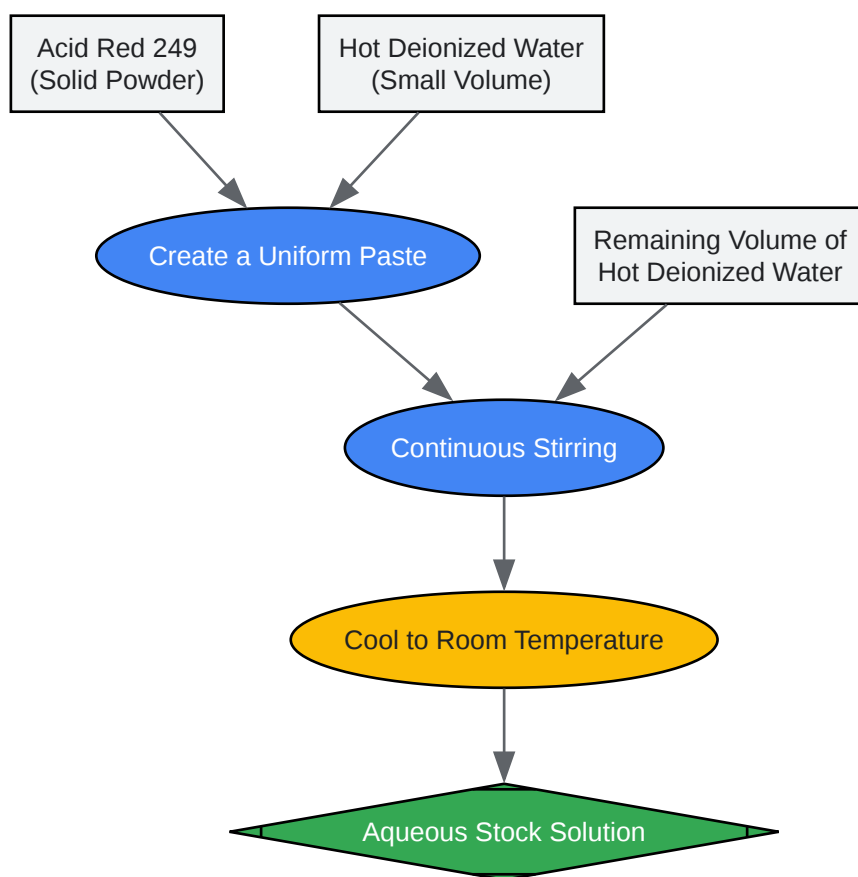 Acid Red 249
(Solid Powder)
Hot Deionized Water
(Small Volume)
Create a Uniform Paste
Remaining Volume of
Hot Deionized Water
Continuous Stirring
Cool to Room Temperature
Aqueous Stock Solution